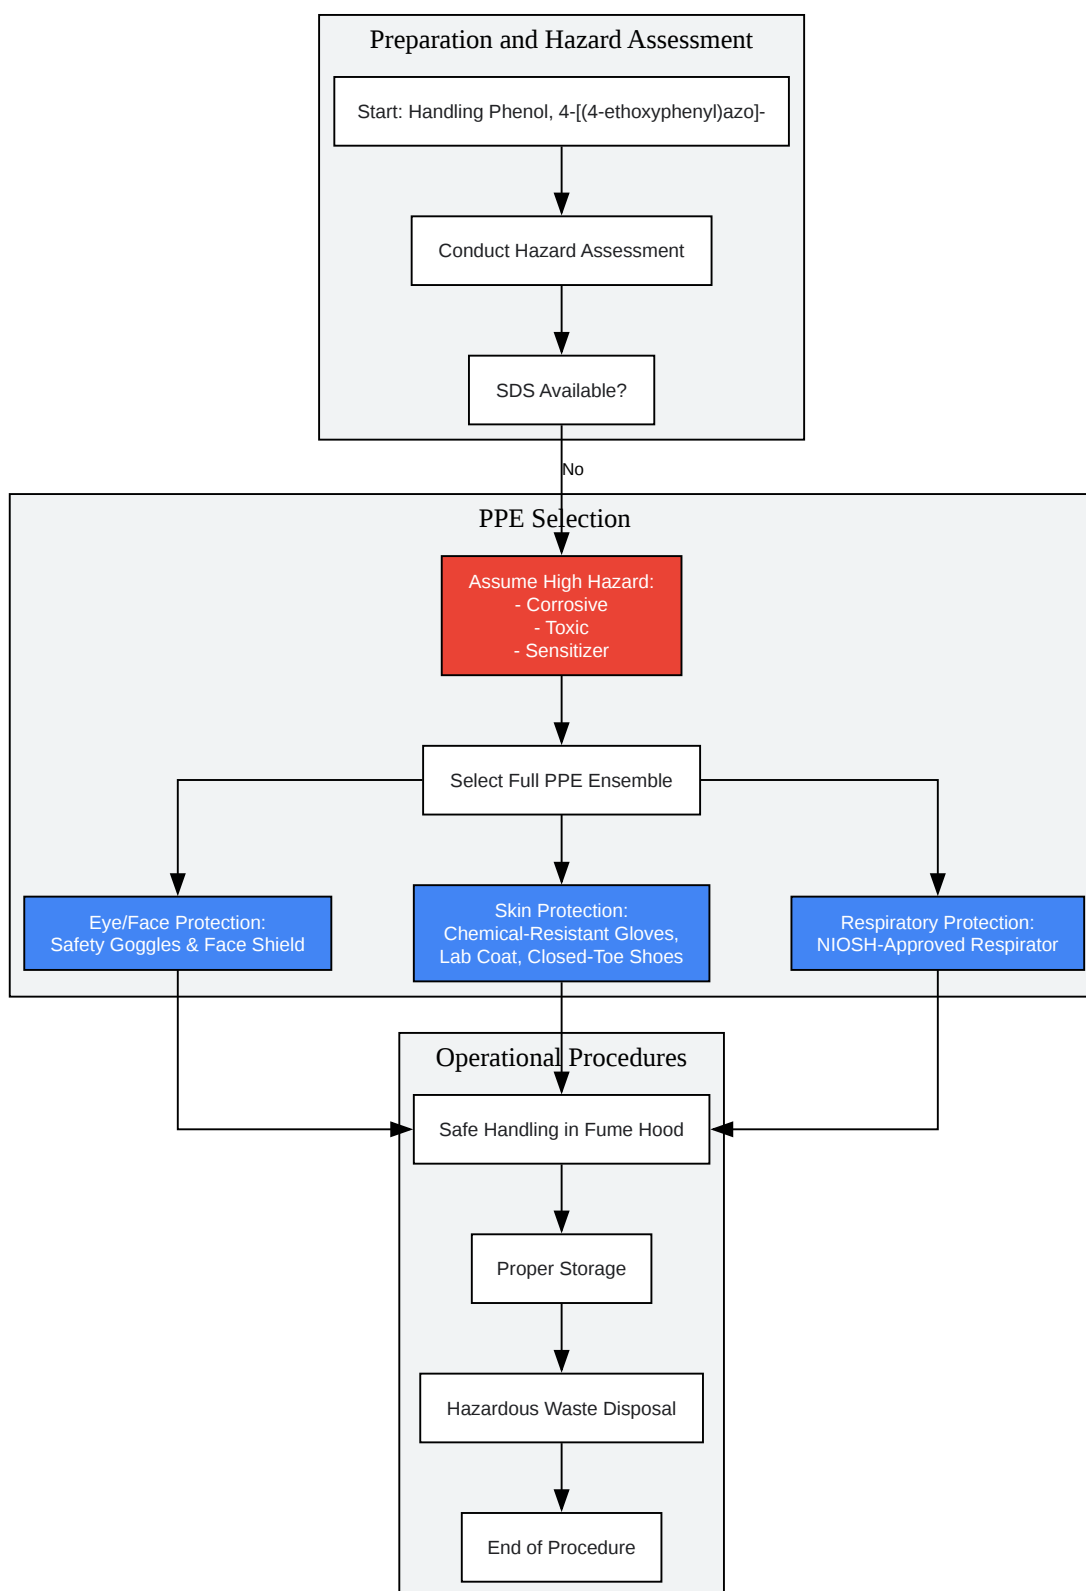 Preparation and Hazard Assessment
Start: Handling Phenol, 4-[(4-ethoxyphenyl)azo]-
Conduct Hazard Assessment
SDS Available?
No
PPE Selection
Assume High Hazard:
- Corrosive
- Toxic
- Sensitizer
Select Full PPE Ensemble
Eye/Face Protection:
Safety Goggles & Face Shield
Skin Protection:
Chemical-Resistant Gloves,
Lab Coat, Closed-Toe Shoes
Respiratory Protection:
NIOSH-Approved Respirator
Operational Procedures
Safe Handling in Fume Hood
Proper Storage
Hazardous Waste Disposal
End of Procedure